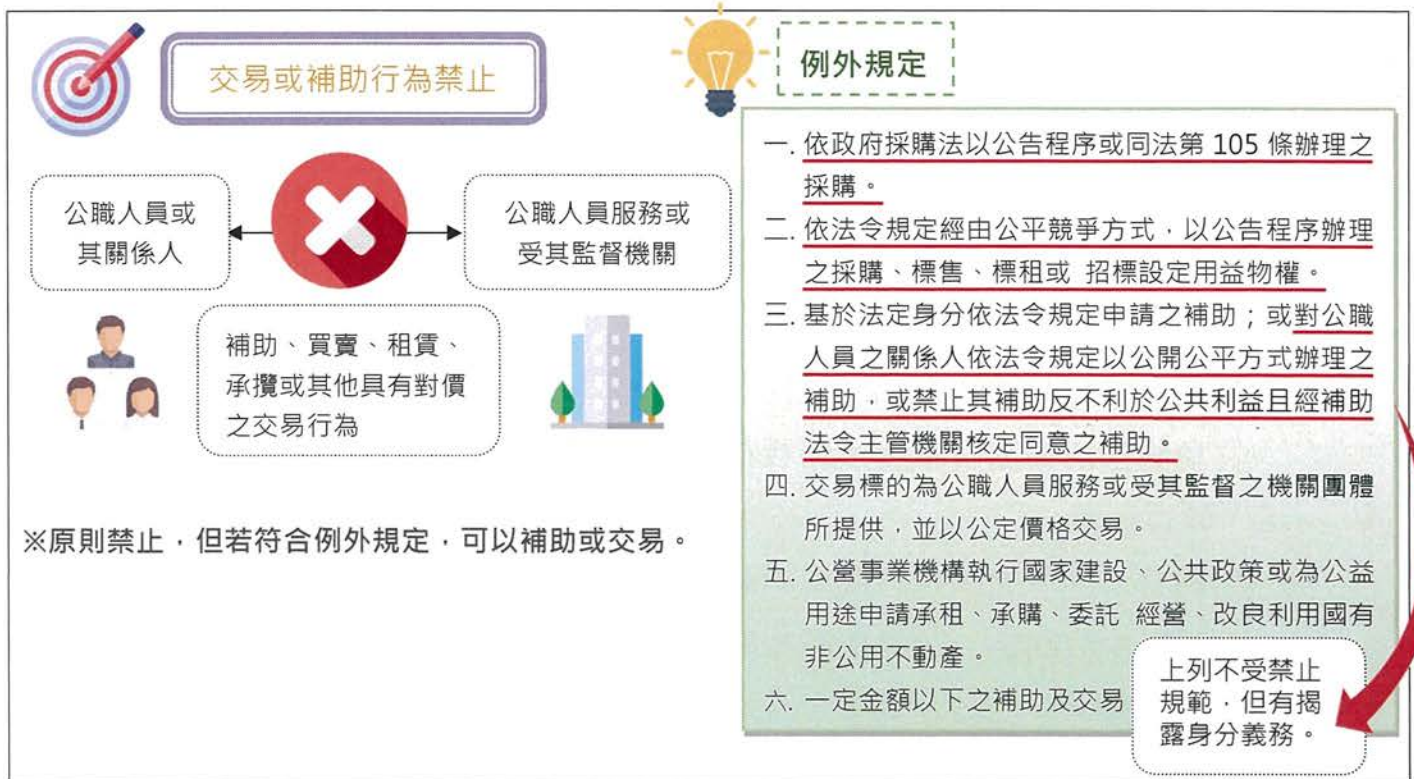 交易或補助行為禁止
公職人員或
其關係人
公職人員服務或
受其監督機關
補助、買賣、租賃、
承攬或其他具有對價
之交易行為
※原則禁止，但若符合例外規定，可以補助或交易。
例外規定
一. 依政府採購法以公告程序或同法第 105 條辦理之
採購。
二. 依法令規定經由公平競爭方式，以公告程序辦理
之採購、標售、標租或 招標設定用益物權。
三. 基於法定身分依法令規定申請之補助；或對公職
人員之關係人依法令規定以公開公平方式辦理之
補助，或禁止其補助反不利於公共利益且經補助
法令主管機關核定同意之補助。
四. 交易標的為公職人員服務或受其監督之機關團體
所提供，並以公定價格交易。
五. 公營事業機構執行國家建設、公共政策或為公益
用途申請承租、承購、委託 經營、改良利用國有
非公用不動產。
六. 一定金額以下之補助及交易
上列不受禁止
規範，但有揭
露身分義務。